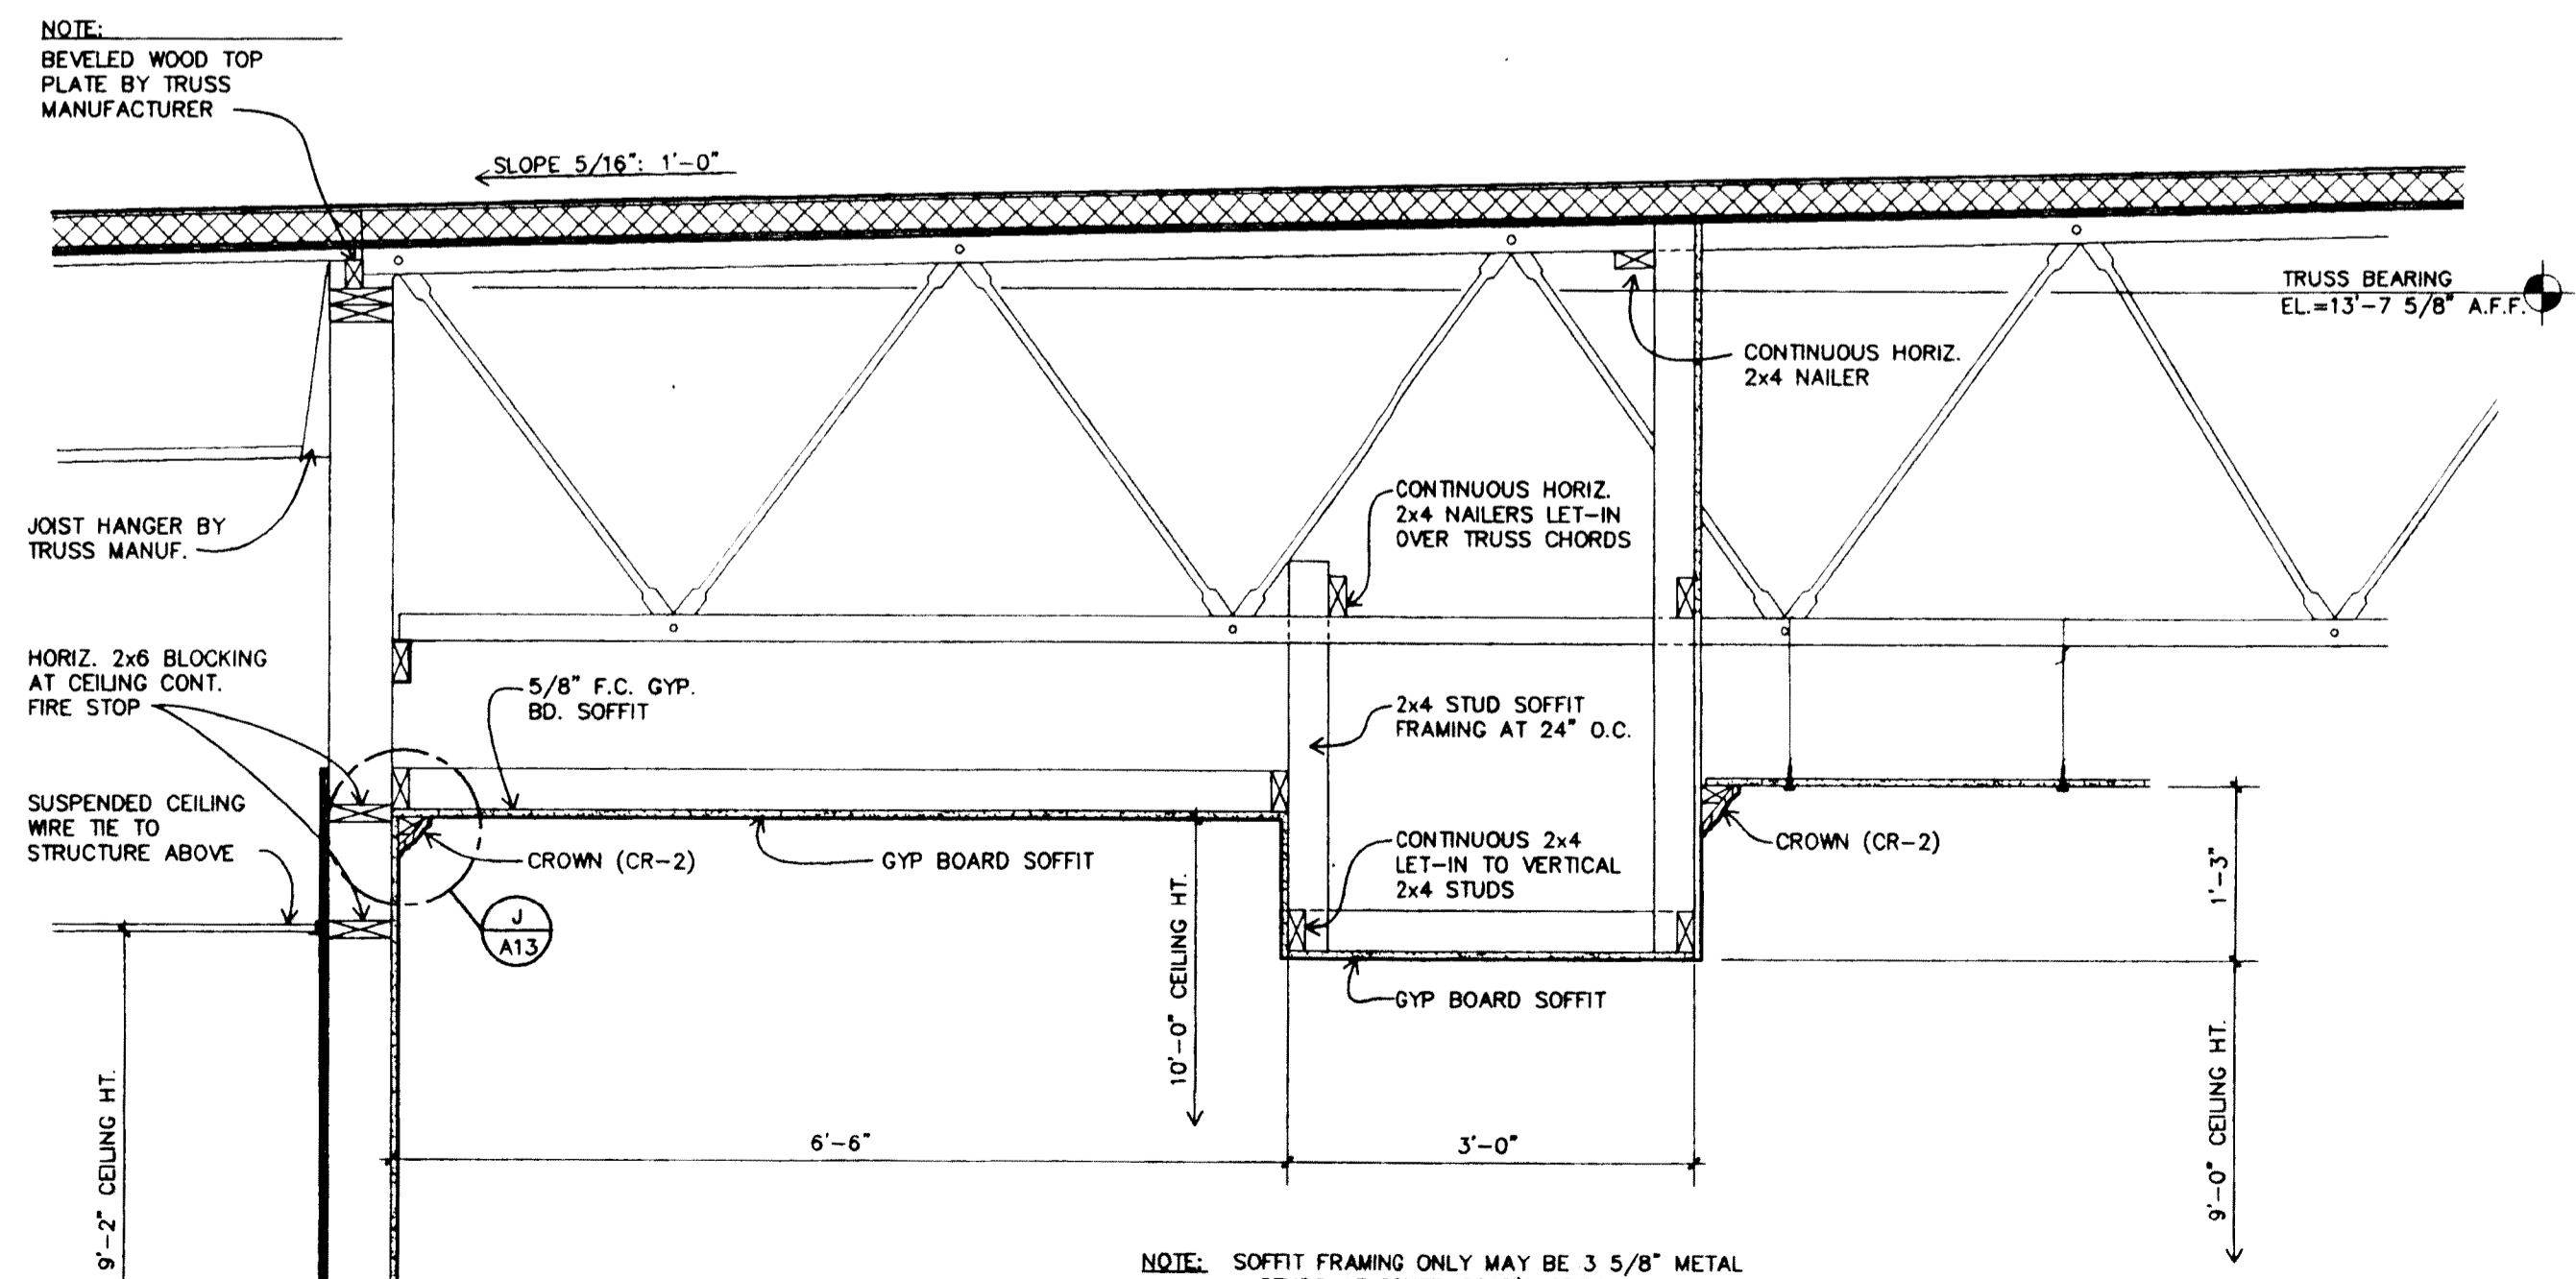 NOTE:
BEVELED WOOD TOP
PLATE BY TRUSS
MANUFACTURER
SLOPE 5/16": 1'-0"
TRUSS BEARING
EL.=13'-7 5/8" A.F.F.
CONTINUOUS HORIZ.
2x4 NAILER
CONTINUOUS HORIZ.
2x4 NAILERS LET-IN
OVER TRUSS CHORDS
JOIST HANGER BY
TRUSS MANUF.
HORIZ. 2x6 BLOCKING
AT CEILING CONT.
FIRE STOP
5/8" F.C. GYP.
BD. SOFFIT
2x4 STUD SOFFIT
FRAMING AT 24" O.C.
SUSPENDED CEILING
WIRE TIE TO
STRUCTURE ABOVE
CROWN (CR-2)
GYP BOARD SOFFIT
CONTINUOUS 2x4
LET-IN TO VERTICAL
2x4 STUDS
CROWN (CR-2)
1'-3"
J
A13
GYP BOARD SOFFIT
10'-0" CEILING HT.
9'-2" CEILING HT.
9'-0" CEILING HT.
6'-6"
3'-0"
NOTE: SOFFIT FRAMING ONLY MAY BE 3 5/8" METAL